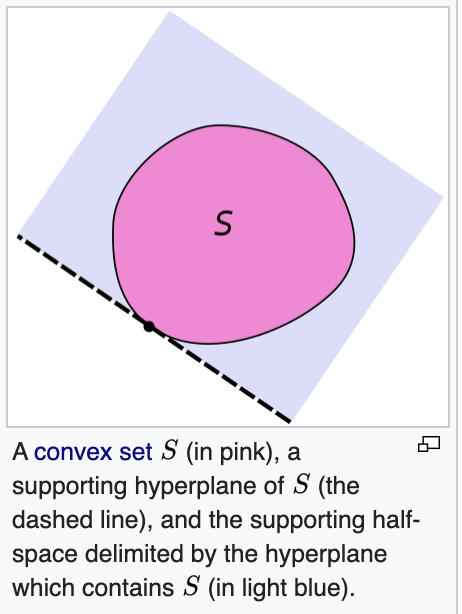 S
A convex set S (in pink), a
supporting hyperplane of S (the
dashed line), and the supporting half-
space delimited by the hyperplane
which contains S (in light blue).